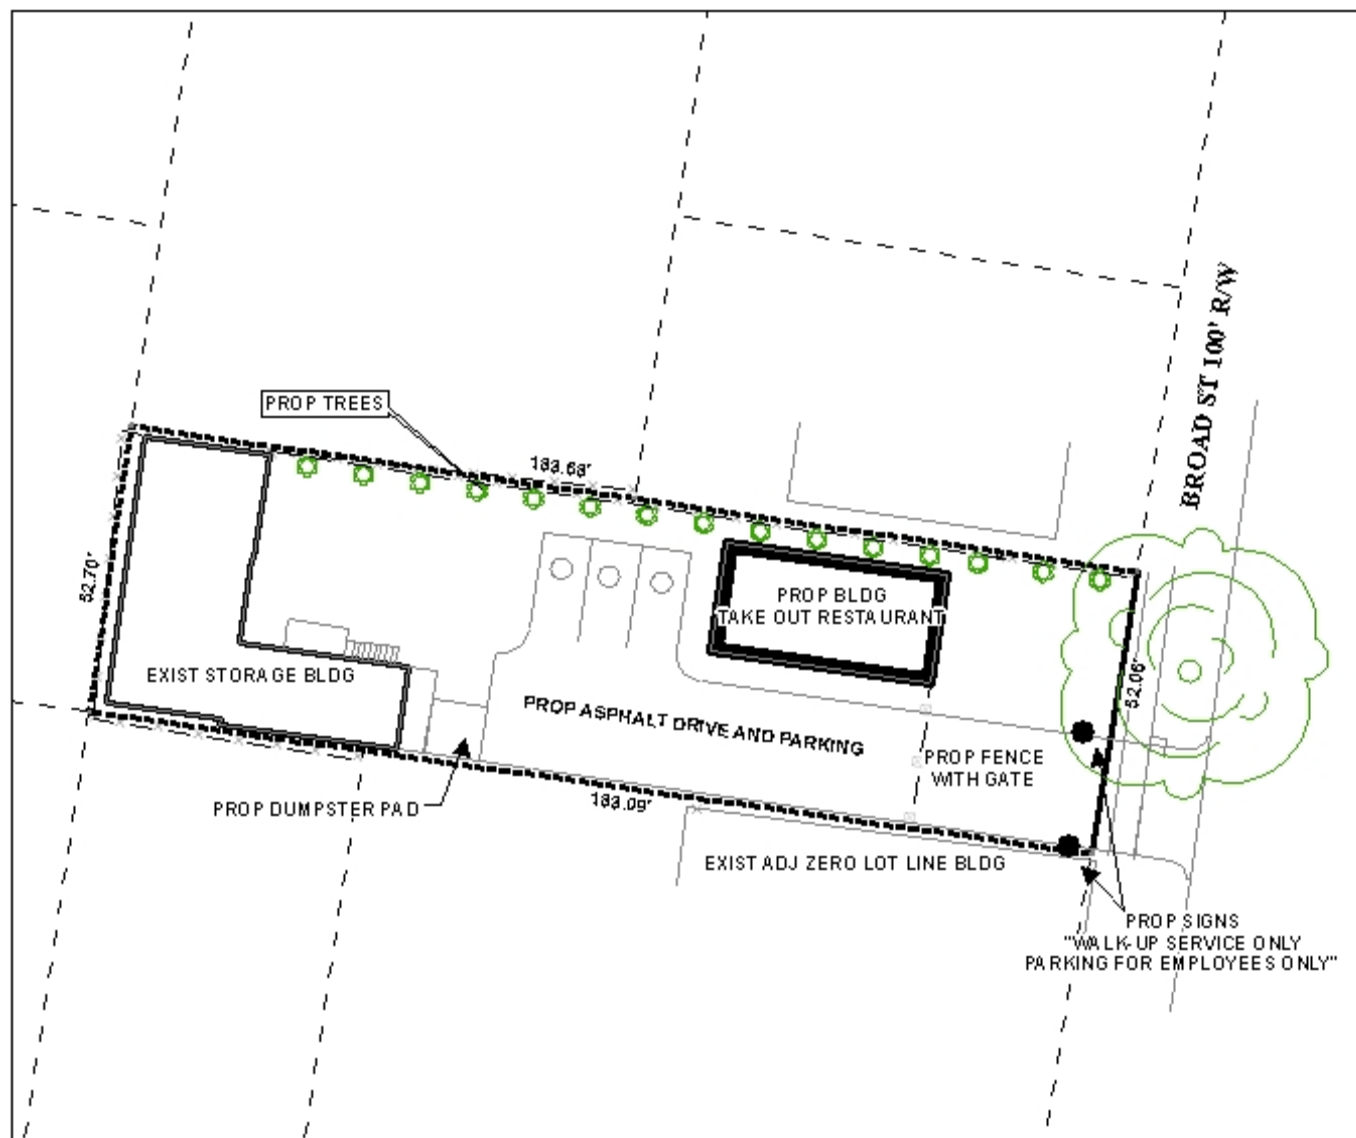 BROAD ST 100' R/W
PROP TREES
183.68'
52.70'
PROP BLDG
TAKE OUT RESTAURANT
EXIST STORAGE BLDG
52.06'
PROP ASPHALT DRIVE AND PARKING
PROP FENCE
WITH GATE
PROP DUMPSTER PAD
183.09'
EXIST ADJ ZERO LOT LINE BLDG
PROP SIGNS
"WALK-UP SERVICE ONLY
PARKING FOR EMPLOYEES ONLY"